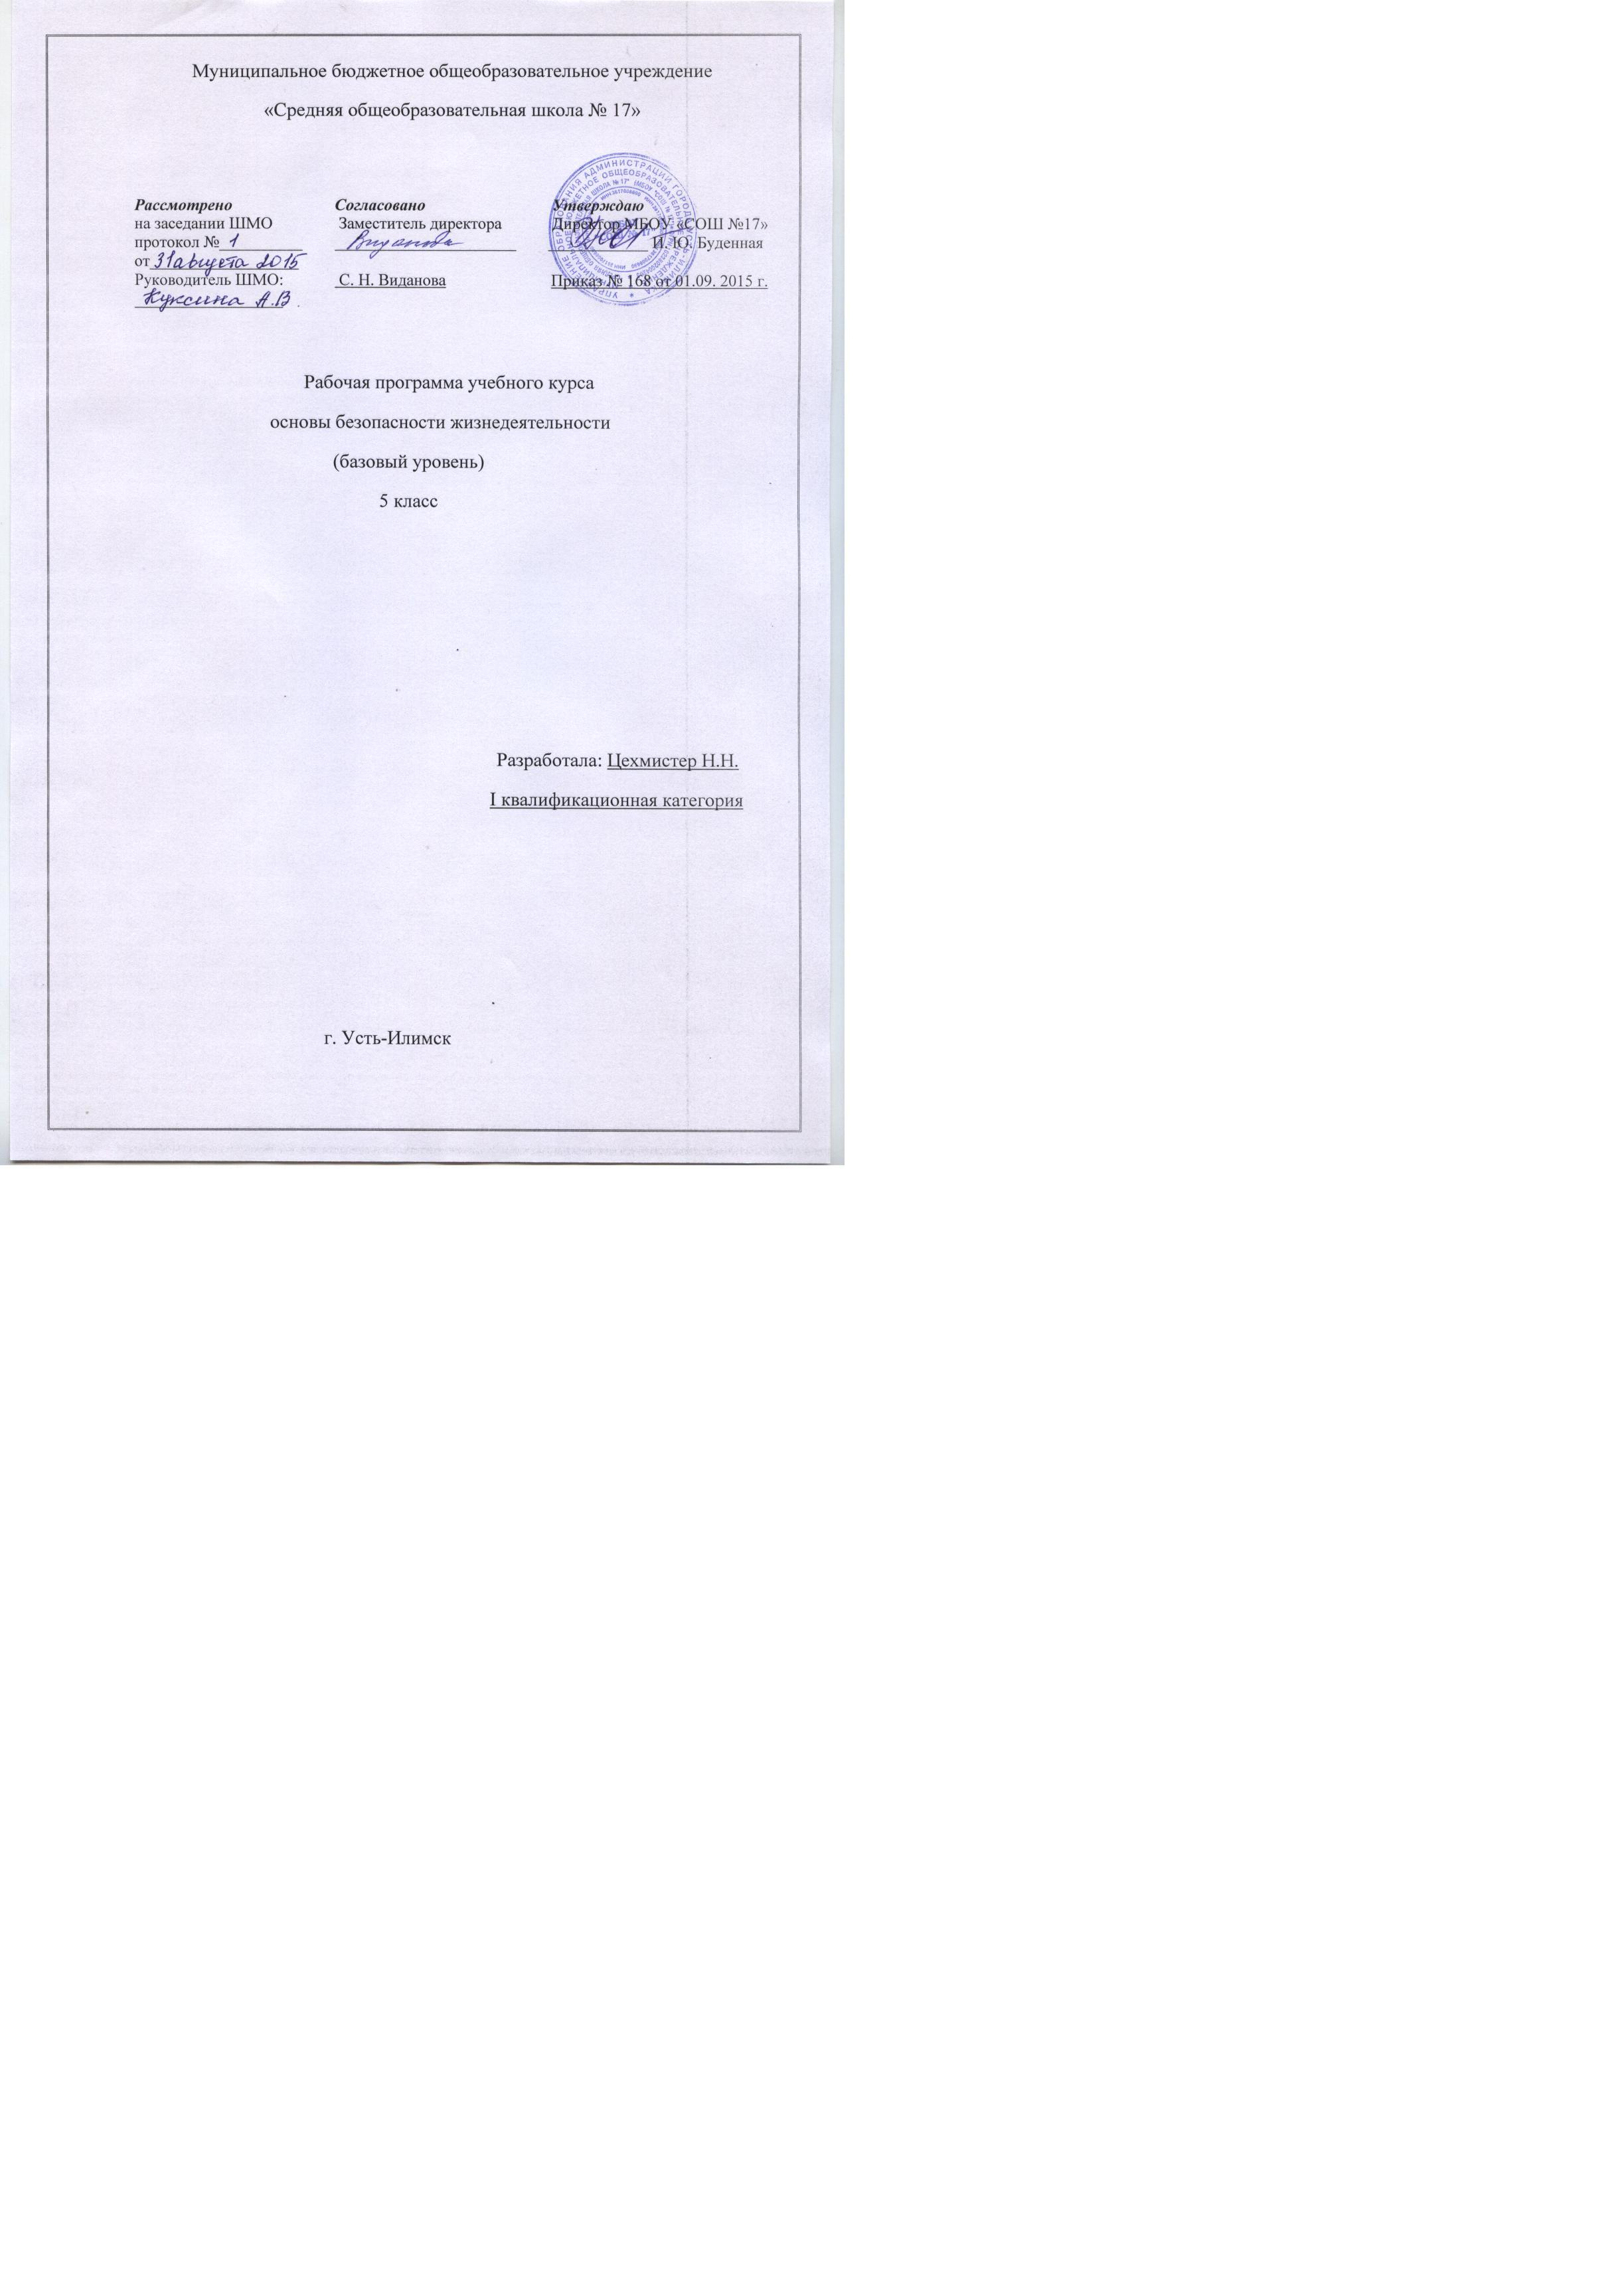 Муниципальное бюджетное общеобразовательное учреждение
«Средняя общеобразовательная школа № 17»
Рассмотрено
на заседании ШМО
протокол № 1
от 31 августа 2015
Руководитель ШМО:
Куксина А.В
Согласовано
Заместитель директора
Виданова
С. Н. Виданова
Утверждаю
Директор МБОУ «СОШ №17»
И. Ю. Буденная
Приказ № 168 от 01.09. 2015 г.
Рабочая программа учебного курса
основы безопасности жизнедеятельности
(базовый уровень)
5 класс
Разработала: Цехмистер Н.Н.
I квалификационная категория
г. Усть-Илимск